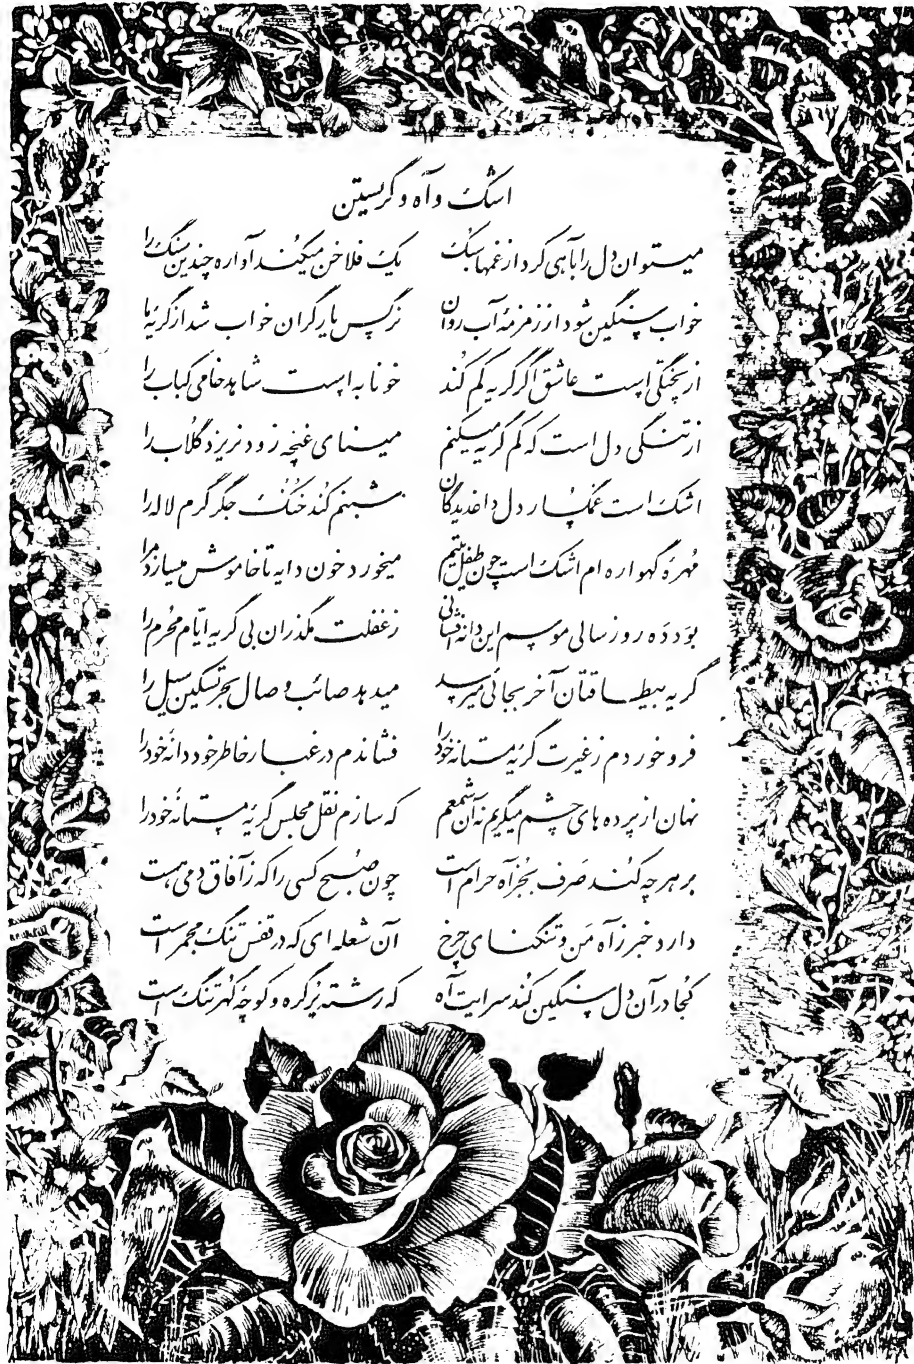 اشک و آه و گریستن
میتوان دل را بآهی کرد از غمها سبک    یک فلاخن میکند آواره چندین سنگ را
خواب سنگین شود از زمزمهٔ آب روان    نرگس یار گران خواب شد از گریهٔ ما
از پختگی است عاشق اگر گریه کم کند    خونابه است شاهد خامی کباب را
از تنگی دل است که کم گریه میکنم    مینای غنچه زود نریزد گلاب را
اشک است غمگسار دل داغدیدگان    شبنم کند خنک جگر گرم لاله را
مهرهٔ گهواره ام اشک است چون طفل یتیم    میخورد خون دایه تا خاموش میسازد مرا
بود ده روز سالی موسم این دانه افشانی    ز غفلت مگذران بی گریه ایّام محرم را
گریه بیطاقتان آخر بجائی میرسد    میدهد صائب وصال بحر تسکین سیل را
فرو خوردم ز غیرت گریهٔ مستانه خود را    فشاندم در غبار خاطر خود دانهٔ خود را
نهان از پرده های چشم میگریم نه آن شمعم    که سازم نقل مجلس گریهٔ مستانهٔ خود را
بر هرچه کند صرف بجز آه حرام است    چون صبح کسی را که ز آفاق دمی هست
دارد خبر ز آه من و تنگنای چرخ    آن شعله ای که در قفس تنگ مجمر است
کجا در آن دل سنگین کند سرایت آه    که رشته پر گره و کوچه گهر تنگ است